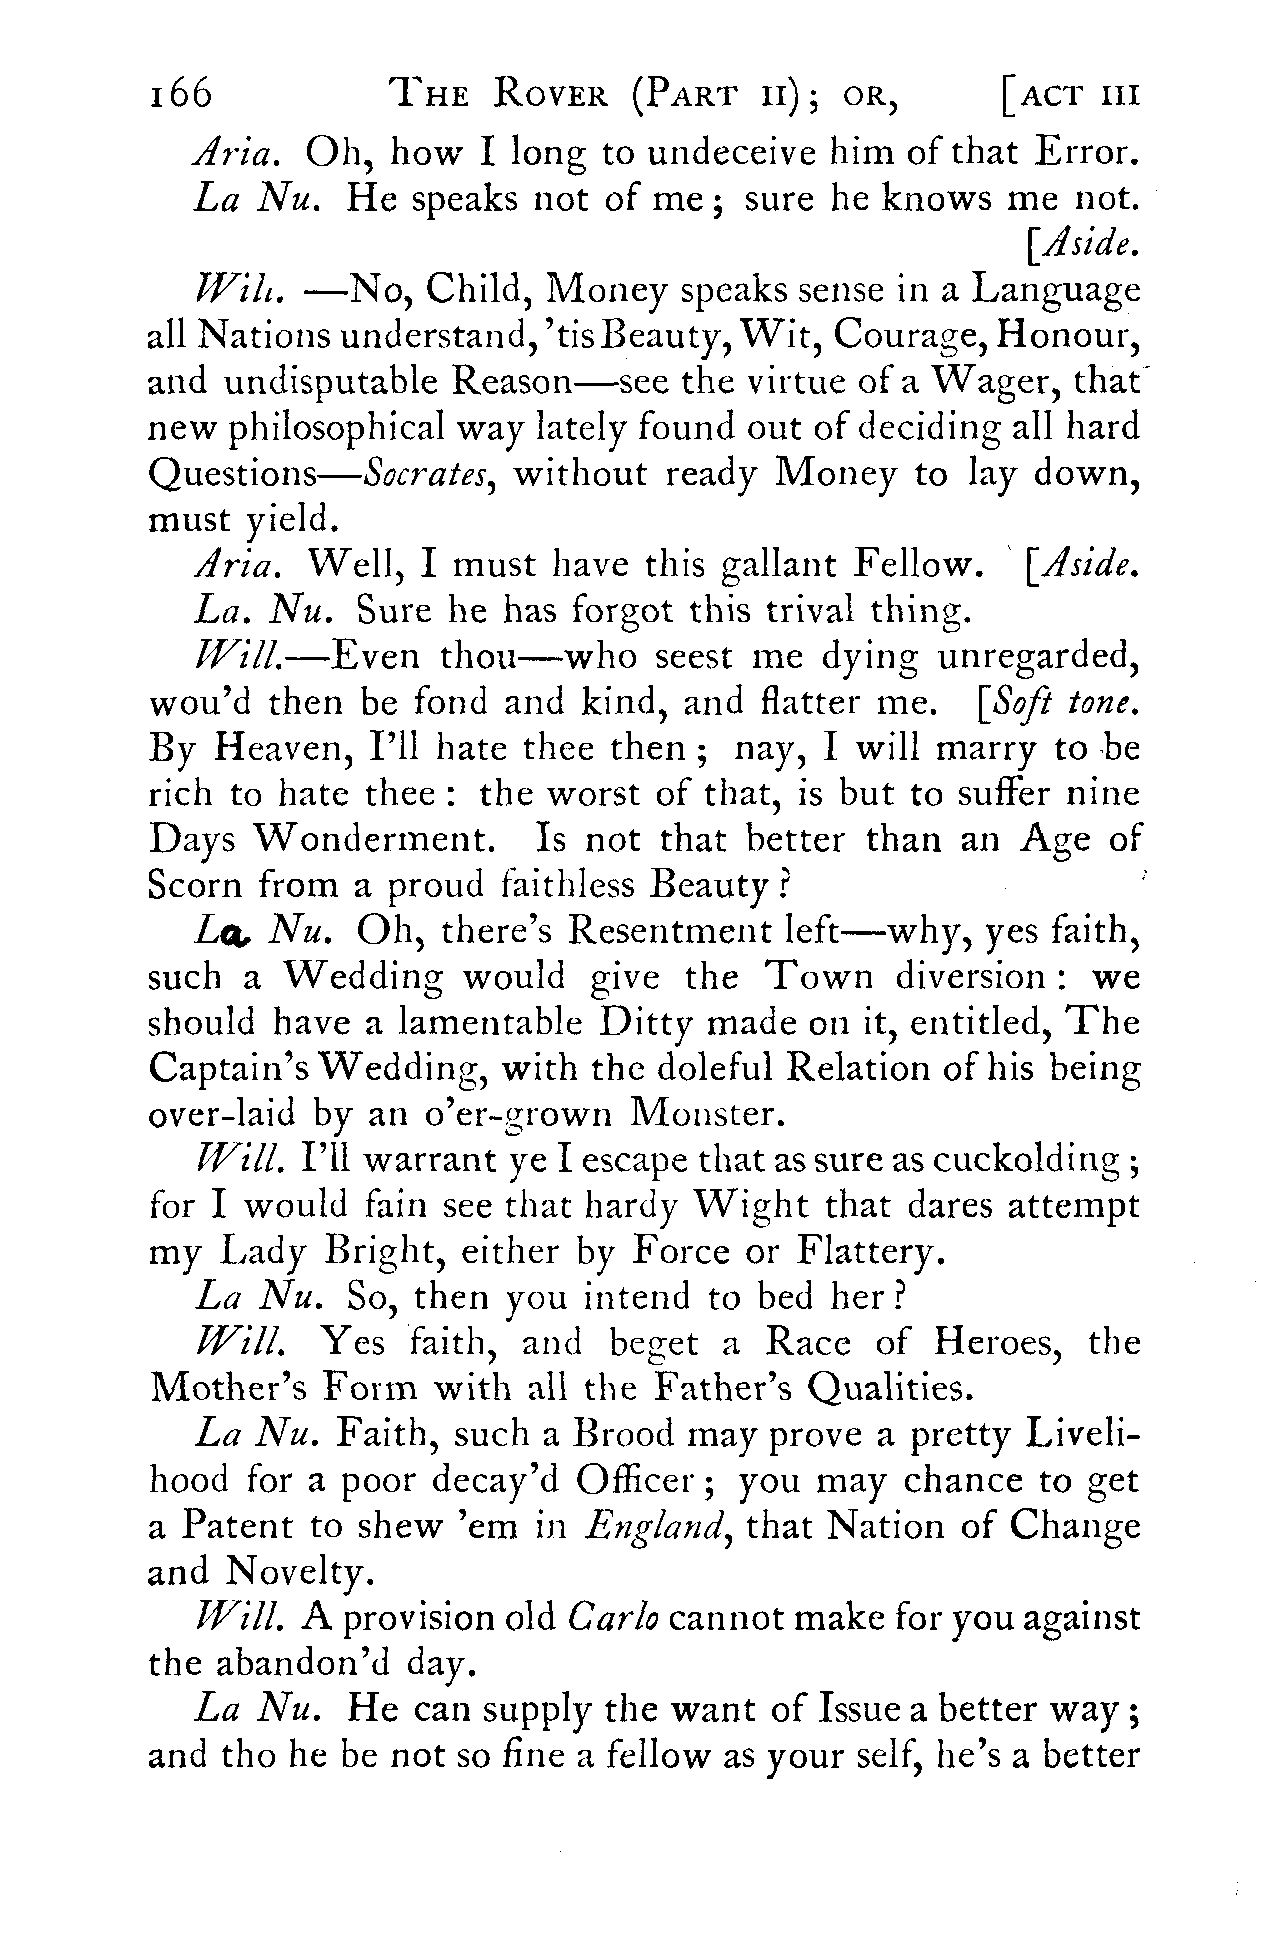 166 The Rover (Part II) ; or, [act III
Aria. Oh, how I long to undeceive him of that Error.
La Nu. He speaks not of me ; sure he knows me not.
[Aside.
Will. —No, Child, Money speaks sense in a Language
all Nations understand, 'tis Beauty, Wit, Courage, Honour,
and undisputable Reason—see the virtue of a Wager, that
new philosophical way lately found out of deciding all hard
Questions—Socrates, without ready Money to lay down,
must yield.
Aria. Well, I must have this gallant Fellow. [Aside.
La. Nu. Sure he has forgot this trival thing.
Will.—Even thou—who seest me dying unregarded,
wou'd then be fond and kind, and flatter me. [Soft tone.
By Heaven, I'll hate thee then ; nay, I will marry to be
rich to hate thee : the worst of that, is but to suffer nine
Days Wonderment. Is not that better than an Age of
Scorn from a proud faithless Beauty ?
La. Nu. Oh, there's Resentment left—why, yes faith,
such a Wedding would give the Town diversion : we
should have a lamentable Ditty made on it, entitled, The
Captain's Wedding, with the doleful Relation of his being
over-laid by an o'er-grown Monster.
Will. I'll warrant ye I escape that as sure as cuckolding ;
for I would fain see that hardy Wight that dares attempt
my Lady Bright, either by Force or Flattery.
La Nu. So, then you intend to bed her ?
Will. Yes faith, and beget a Race of Heroes, the
Mother's Form with all the Father's Qualities.
La Nu. Faith, such a Brood may prove a pretty Liveli-
hood for a poor decay'd Officer ; you may chance to get
a Patent to shew 'em in England, that Nation of Change
and Novelty.
Will. A provision old Carlo cannot make for you against
the abandon'd day.
La Nu. He can supply the want of Issue a better way ;
and tho he be not so fine a fellow as your self, he's a better